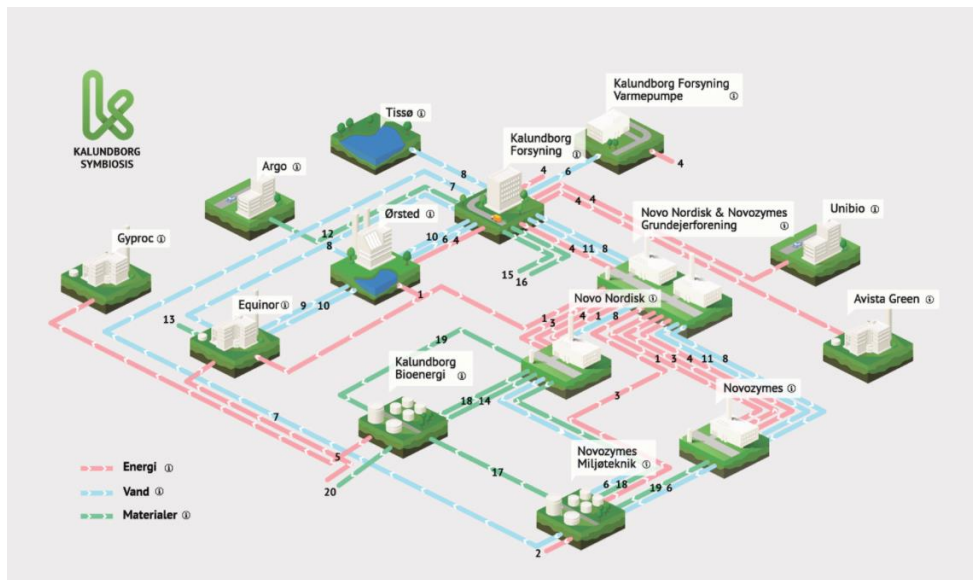 KALUNDBORG
SYMBIOSIS
Tissø
Kalundborg Forsyning
Varmepumpe
Kalundborg
Forsyning
Argo
Ørsted
Gyproc
Equinor
Novo Nordisk & Novozymes
Grundejerforening
Unibio
Avista Green
Novo Nordisk
Kalundborg
Bioenergi
Novozymes
Novozymes
Miljøteknik
8
7
4
6
4
4
4
12
8
10
6
4
4
11
8
15
16
1
9
10
13
1
3
4
1
8
19
18
14
1
3
4
11
8
3
7
5
20
17
6
18
19
6
2
Energi
Vand
Materialer